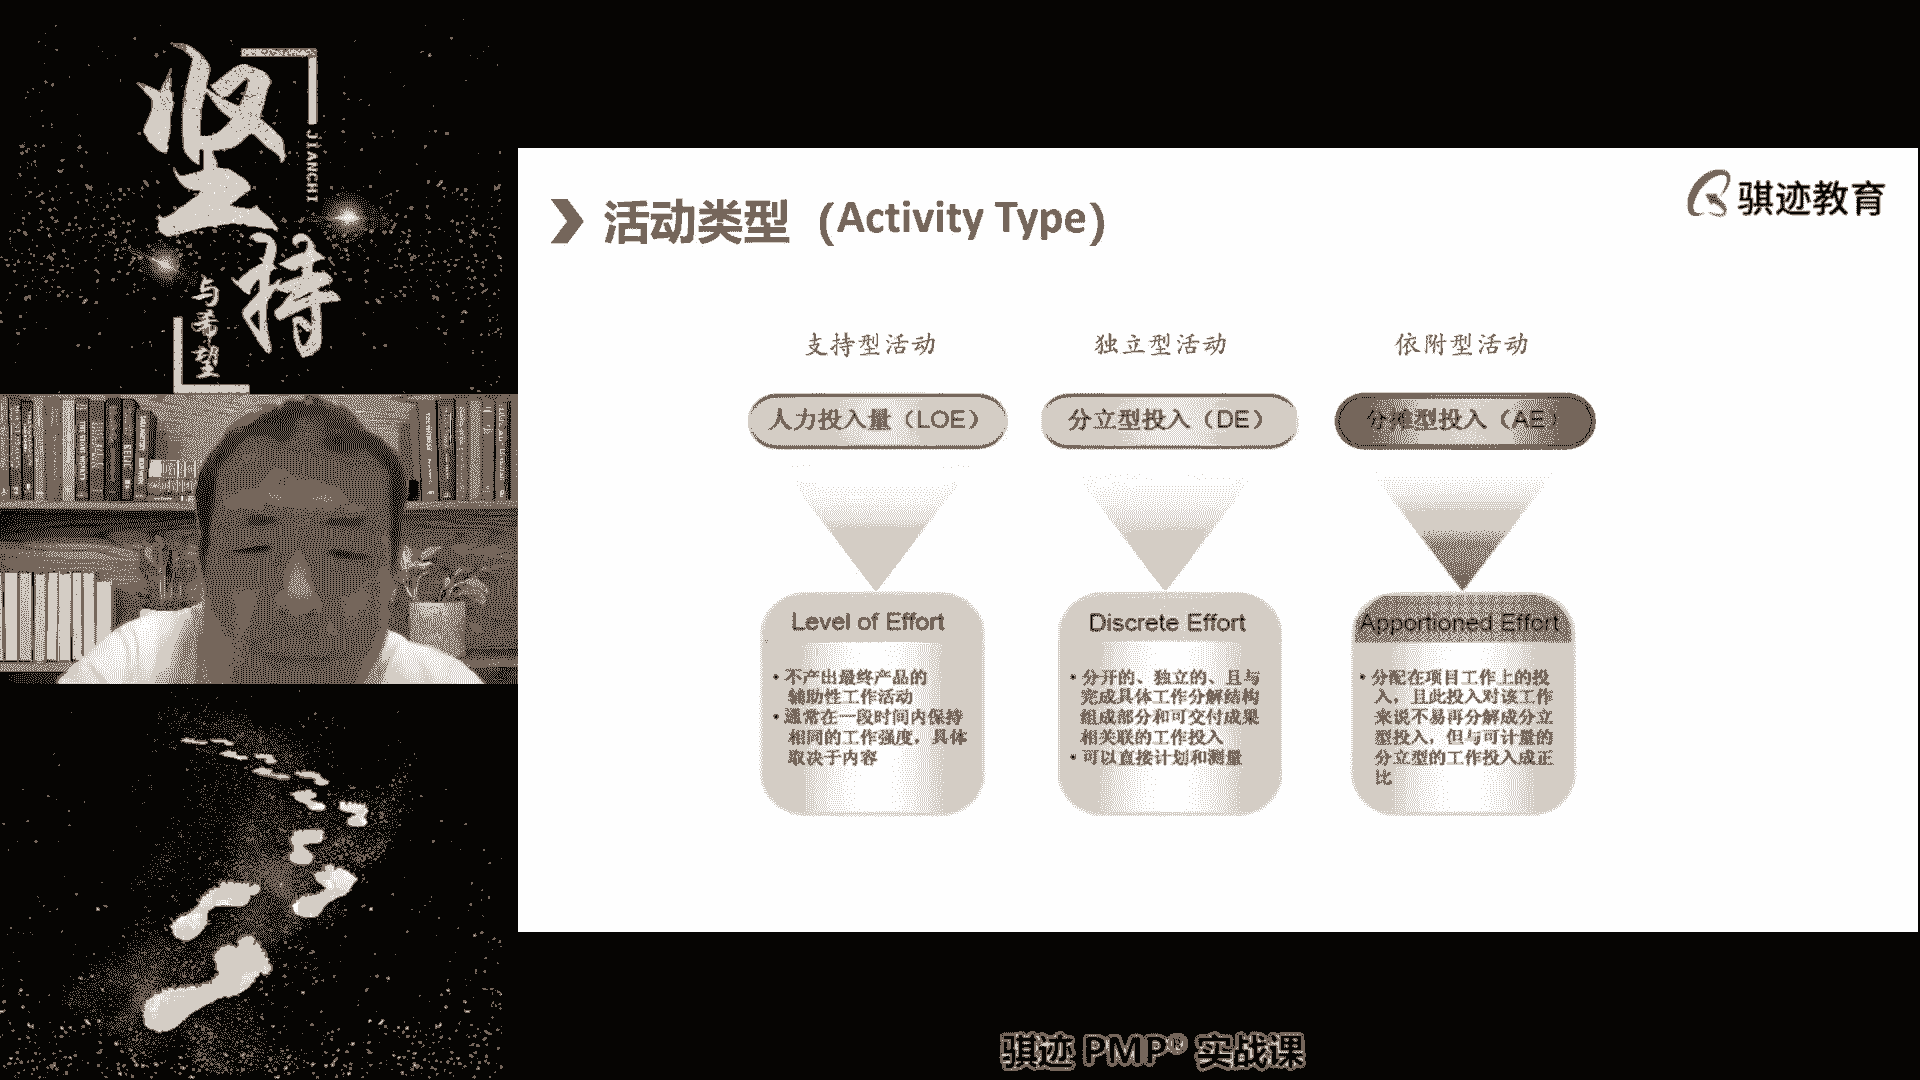 坚持
JIANCHI
与希望
骐迹教育
活动类型（Activity Type）
支持型活动
独立型活动
依附型活动
人力投入量（LOE）
分立型投入（DE）
分摊型投入（AE）
Level of Effort
• 不产出最终产品的
辅助性工作活动
• 通常在一段时间内保持
相同的工作强度，具体
取决于内容
Discrete Effort
• 分开的、独立的、且与
完成具体工作分解结构
组成部分和可交付成果
相关联的工作投入
• 可以直接计划和测量
Apportioned Effort
• 分配在项目工作上的投
入，且此投入对该工作
来说不易再分解成分立
型投入，但与可计量的
分立型的工作投入成正
比
骐迹 PMP® 实战课